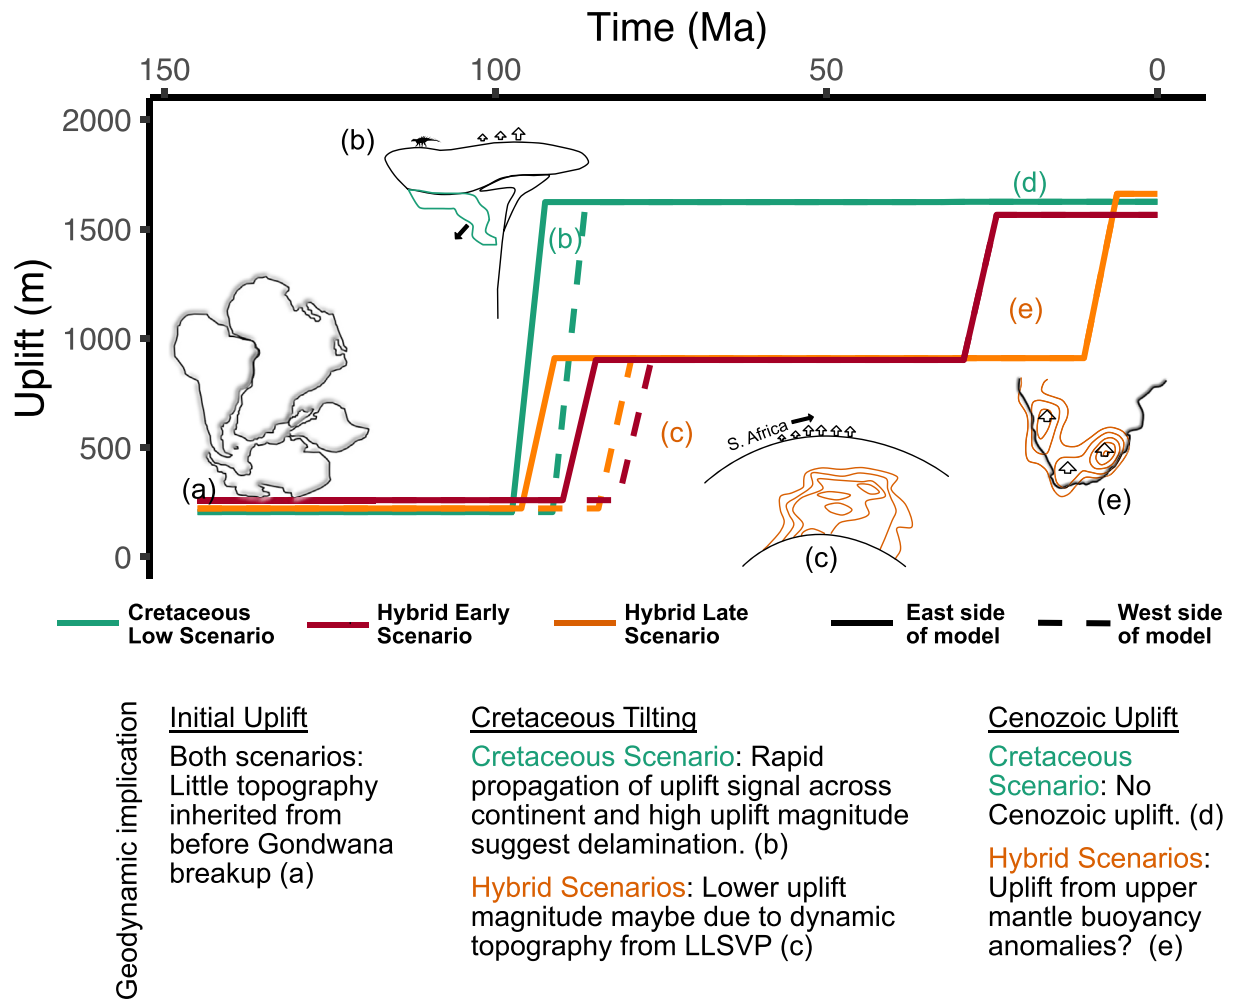 Time (Ma)
150 100 50 0
Uplift (m)
2000
1500
1000
500
0
(b)
(d)
(b)
(e)
(a)
(c)
S. Africa
(c)
(e)
Cretaceous
Low Scenario
Hybrid Early
Scenario
Hybrid Late
Scenario
East side
of model
West side
of model
Geodynamic implication
Initial Uplift
Both scenarios:
Little topography
inherited from
before Gondwana
breakup (a)
Cretaceous Tilting
Cretaceous Scenario: Rapid
propagation of uplift signal across
continent and high uplift magnitude
suggest delamination. (b)
Hybrid Scenarios: Lower uplift
magnitude maybe due to dynamic
topography from LLSVP (c)
Cenozoic Uplift
Cretaceous
Scenario: No
Cenozoic uplift. (d)
Hybrid Scenarios:
Uplift from upper
mantle buoyancy
anomalies? (e)